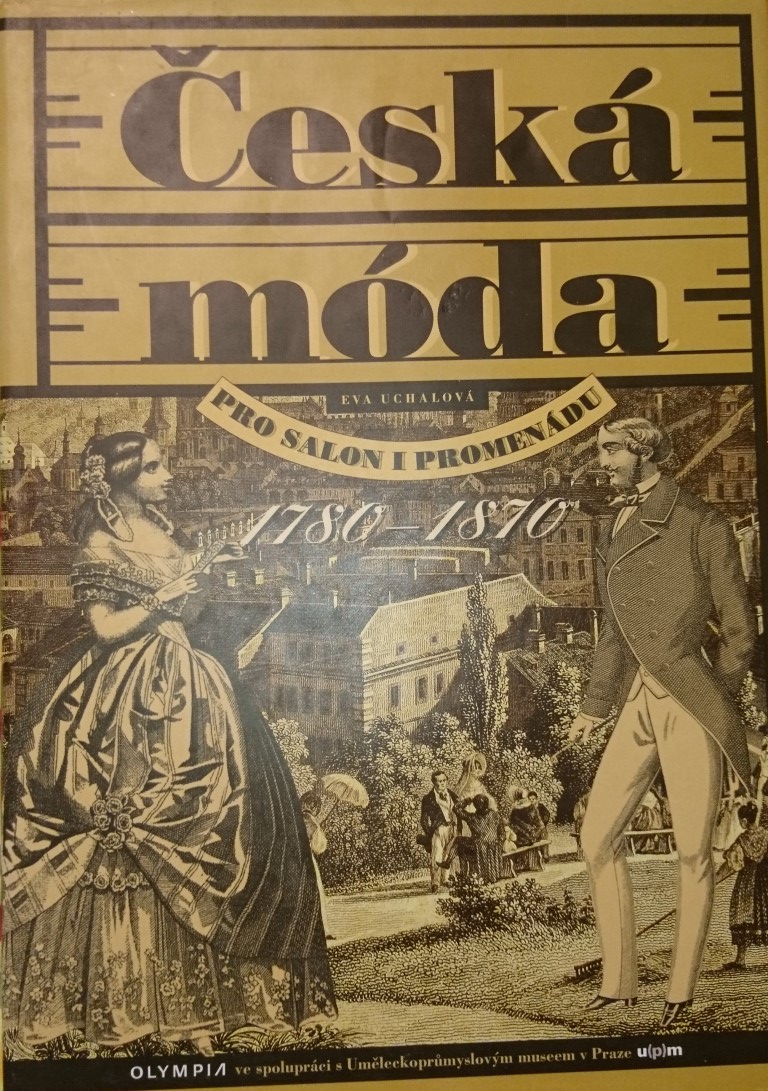 Česká
móda
EVA UCHALOVÁ
PRO SALON I PROMENÁDU
1780–1870
OLYMPIA ve spolupráci s Uměleckoprůmyslovým museem v Praze u(p)m